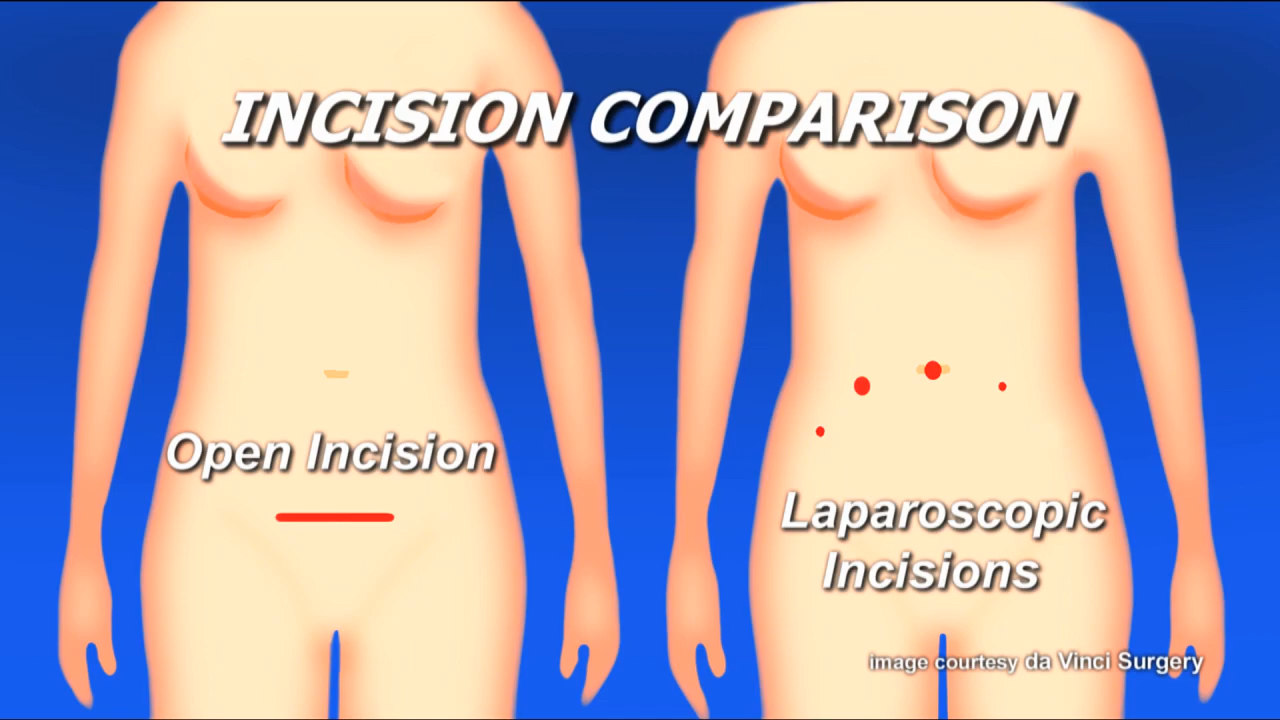 INCISION COMPARISON
Open Incision
Laparoscopic
Incisions
image courtesy da Vinci Surgery